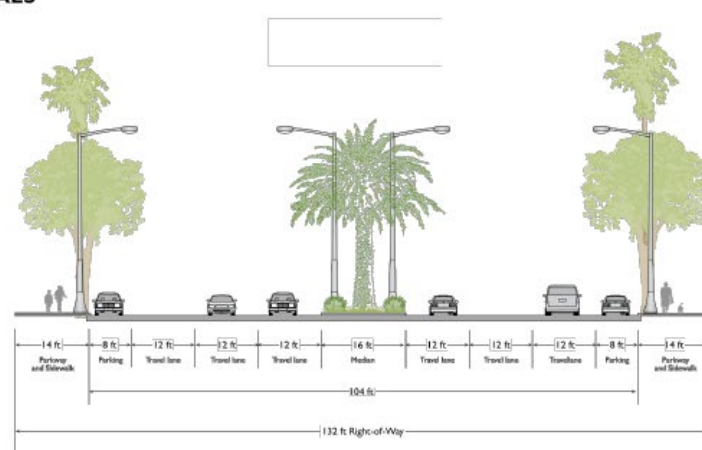 14 ft 8 ft 12 ft 12 ft 12 ft 16 ft 12 ft 12 ft 12 ft 8 ft 14 ft
Parkway and Sidewalk Parking Travel lane Travel lane Travel lane Median Travel lane Travel lane Travellane Parking Parkway and Sidewalk
104 ft
132 ft Right-of-Way